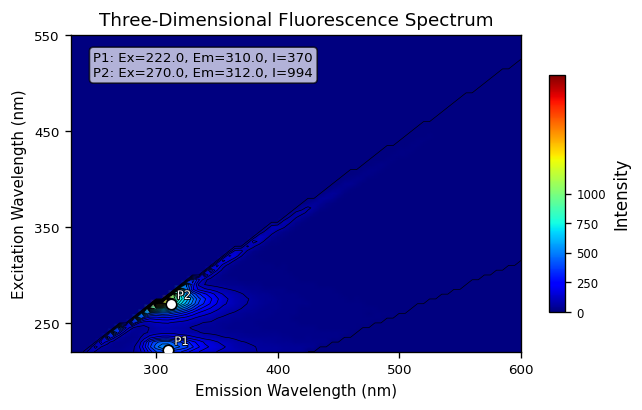 Three-Dimensional Fluorescence Spectrum
550
450
350
250
Excitation Wavelength (nm)
P1: Ex=222.0, Em=310.0, I=370
P2: Ex=270.0, Em=312.0, I=994
P2
P1
300
400
500
600
Emission Wavelength (nm)
1000
750
500
250
0
Intensity